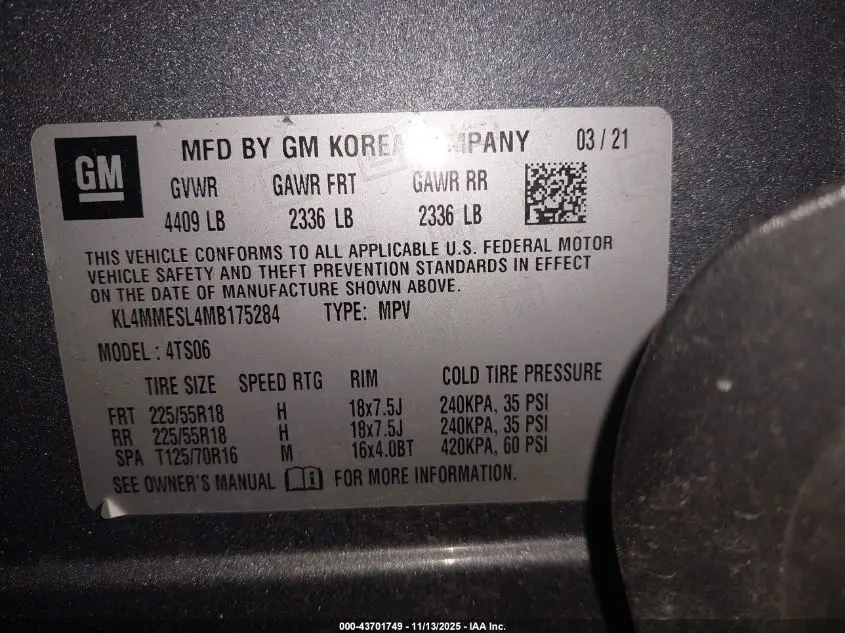 GM
MFD BY GM KOREA COMPANY 03/21
GVWR GAWR FRT GAWR RR
4409 LB 2336 LB 2336 LB
THIS VEHICLE CONFORMS TO ALL APPLICABLE U.S. FEDERAL MOTOR
VEHICLE SAFETY AND THEFT PREVENTION STANDARDS IN EFFECT
ON THE DATE OF MANUFACTURE SHOWN ABOVE.
KL4MMESL4MB175284 TYPE: MPV
MODEL : 4TS06
TIRE SIZE SPEED RTG RIM COLD TIRE PRESSURE
FRT 225/55R18 H 18x7.5J 240KPA, 35 PSI
RR 225/55R18 H 18x7.5J 240KPA, 35 PSI
SPA T125/70R16 M 16x4.0BT 420KPA, 60 PSI
SEE OWNER'S MANUAL i FOR MORE INFORMATION.
000-43701749 - 11/13/2025 - IAA Inc.